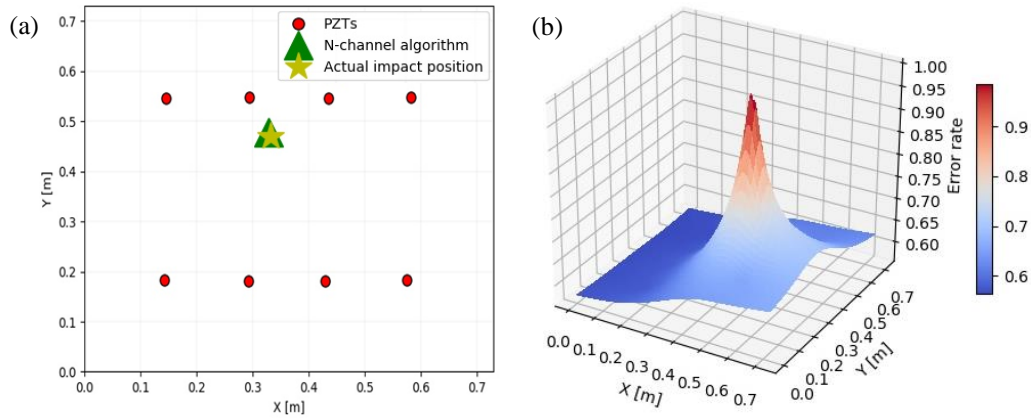 (a)
PZTs
N-channel algorithm
Actual impact position
0.7
0.6
0.5
0.4
0.3
0.2
0.1
0.0
Y [m]
0.0 0.1 0.2 0.3 0.4 0.5 0.6 0.7
X [m]
(b)
1.00
0.95
0.90
0.85
0.80
0.75
0.70
0.65
0.60
Error rate
0.0 0.1 0.2 0.3 0.4 0.5 0.6 0.7
X [m]
0.0 0.1 0.2 0.3 0.4 0.5 0.6 0.7
Y [m]
0.9
0.8
0.7
0.6